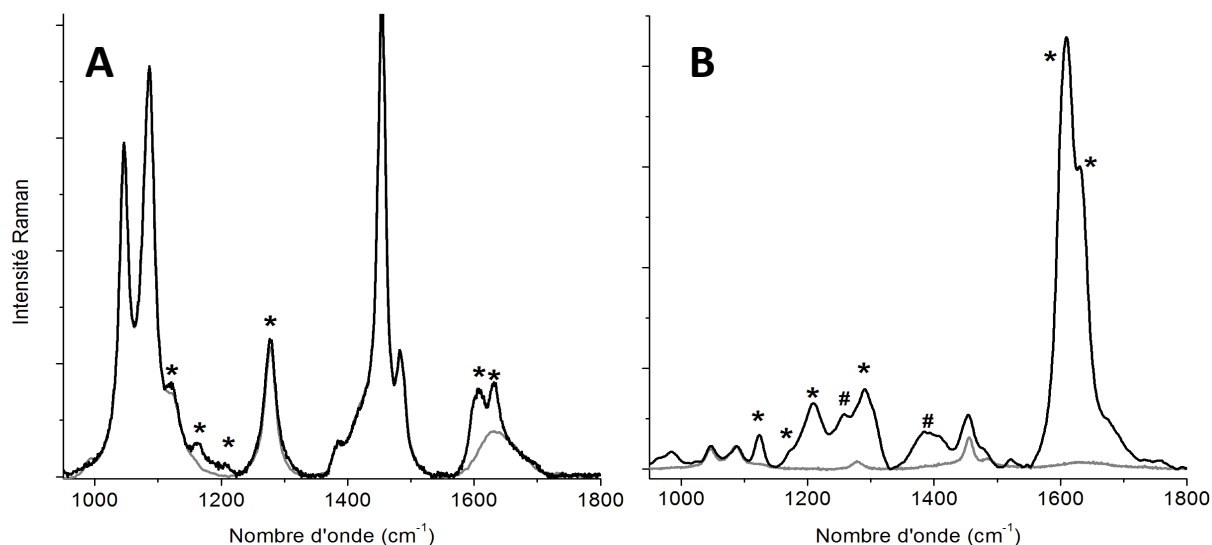 A
B
* * * * * *
* * * # * # * *
Intensité Raman
1000 1200 1400 1600 1800
1000 1200 1400 1600 1800
Nombre d'onde (cm-1)
Nombre d'onde (cm-1)